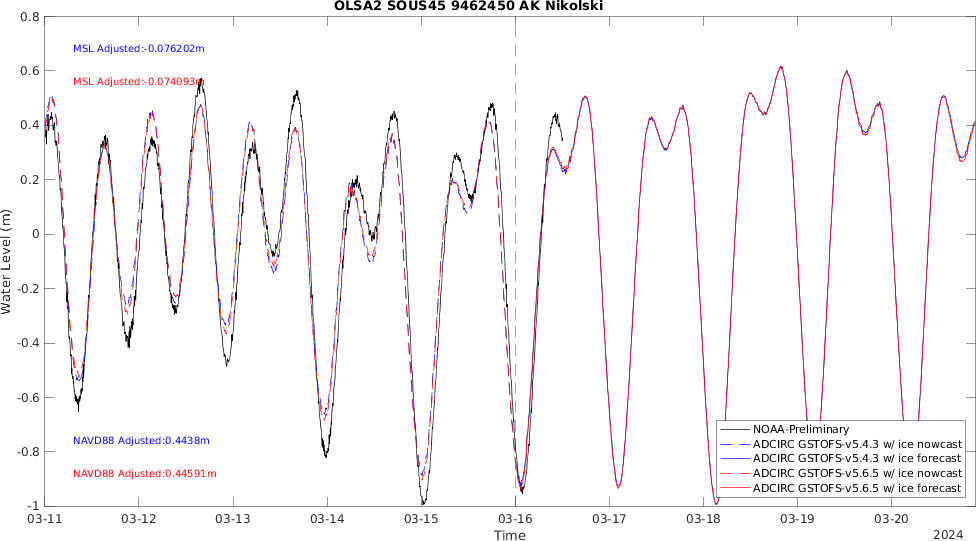 OLSA2 SOUS45 9462450 AK Nikolski
0.8
0.6
0.4
0.2
0
-0.2
-0.4
-0.6
-0.8
-1
Water Level (m)
MSL Adjusted:-0.076202m
MSL Adjusted:-0.074093m
NAVD88 Adjusted:0.4438m
NAVD88 Adjusted:0.44591m
NOAA-Preliminary
ADCIRC GSTOFS-v5.4.3 w/ ice nowcast
ADCIRC GSTOFS-v5.4.3 w/ ice forecast
ADCIRC GSTOFS-v5.6.5 w/ ice nowcast
ADCIRC GSTOFS-v5.6.5 w/ ice forecast
03-11 03-12 03-13 03-14 03-15 03-16 03-17 03-18 03-19 03-20
Time
2024